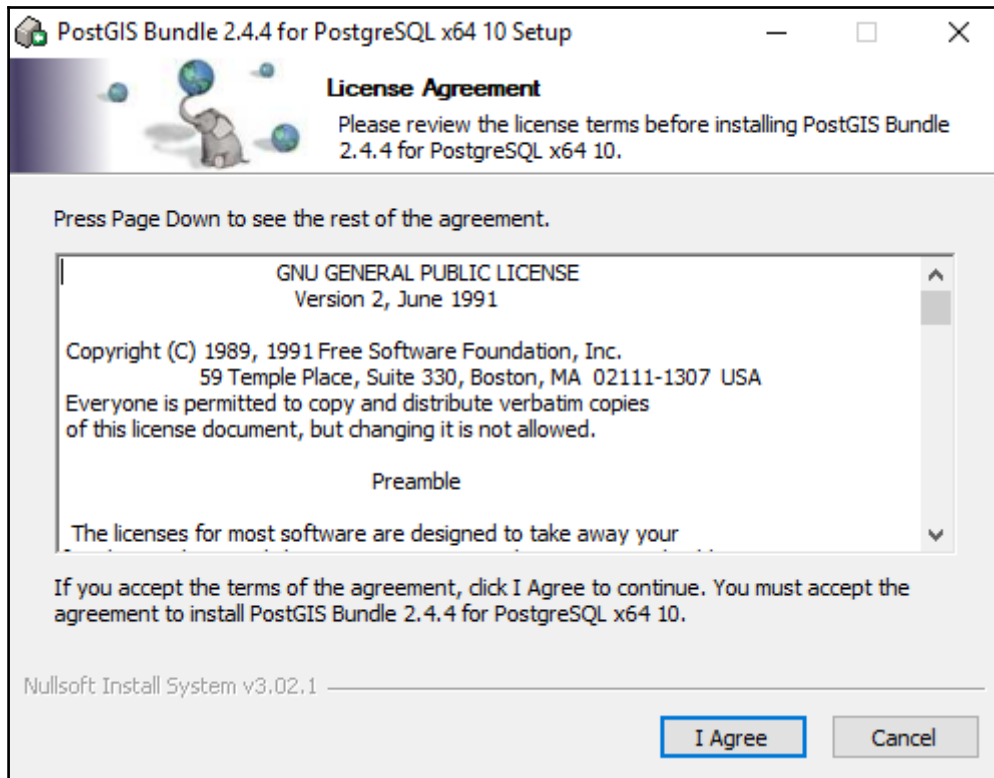 PostGIS Bundle 2.4.4 for PostgreSQL x64 10 Setup
License Agreement
Please review the license terms before installing PostGIS Bundle
2.4.4 for PostgreSQL x64 10.
Press Page Down to see the rest of the agreement.
GNU GENERAL PUBLIC LICENSE
Version 2, June 1991
Copyright (C) 1989, 1991 Free Software Foundation, Inc.
59 Temple Place, Suite 330, Boston, MA  02111-1307  USA
Everyone is permitted to copy and distribute verbatim copies
of this license document, but changing it is not allowed.
Preamble
The licenses for most software are designed to take away your
If you accept the terms of the agreement, click I Agree to continue. You must accept the
agreement to install PostGIS Bundle 2.4.4 for PostgreSQL x64 10.
Nullsoft Install System v3.02.1
I Agree
Cancel